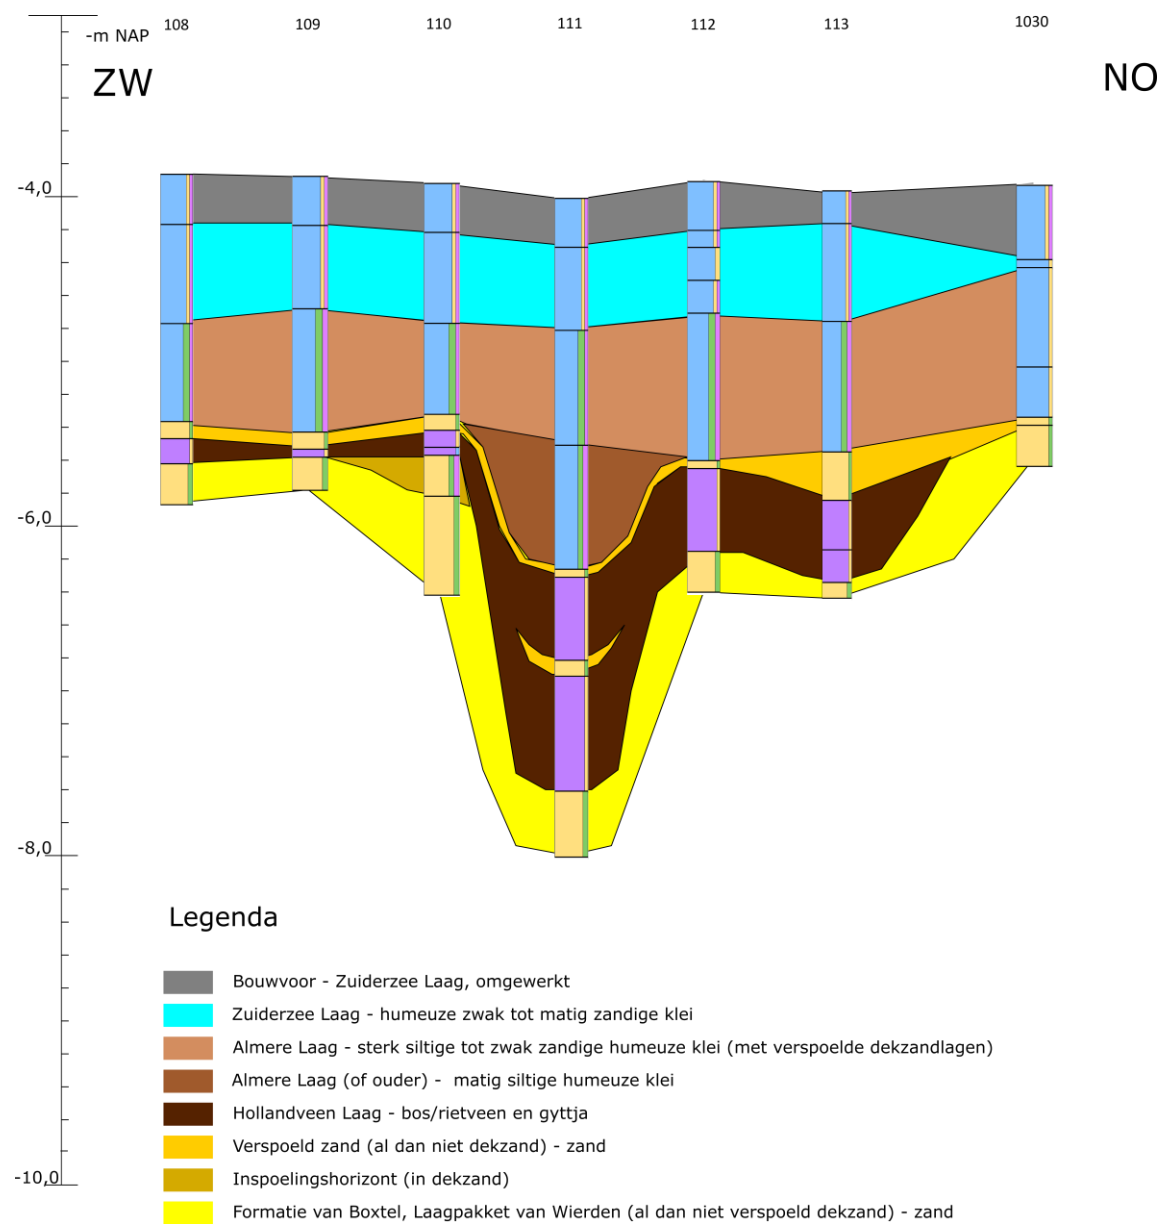 -m NAP 108 109 110 111 112 113 1030
ZW NO
-4,0
-6,0
-8,0
-10,0
Legenda
Bouwvoor - Zuiderzee Laag, omgewerkt
Zuiderzee Laag - humeuze zwak tot matig zandige klei
Almere Laag - sterk siltige tot zwak zandige humeuze klei (met verspoelde dekzandlagen)
Almere Laag (of ouder) - matig siltige humeuze klei
Hollandveen Laag - bos/rietveen en gyttja
Verspoeld zand (al dan niet dekzand) - zand
Inspoelingshorizont (in dekzand)
Formatie van Boxtel, Laagpakket van Wierden (al dan niet verspoeld dekzand) - zand